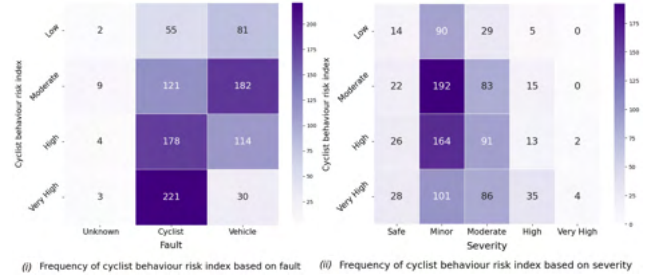 Cyclist behaviour risk index
Low 2 55 81
Moderate 9 121 182
High 4 178 114
Very High 3 221 30
Unknown Cyclist Vehicle
Fault
200
175
150
125
100
75
50
25
(i) Frequency of cyclist behaviour risk index based on fault
Cyclist behaviour risk index
Low 14 90 29 5 0
Moderate 22 192 83 15 0
High 26 164 91 13 2
Very High 28 101 86 35 4
Safe Minor Moderate High Very High
Severity
175
150
125
100
75
50
25
0
(ii) Frequency of cyclist behaviour risk index based on severity